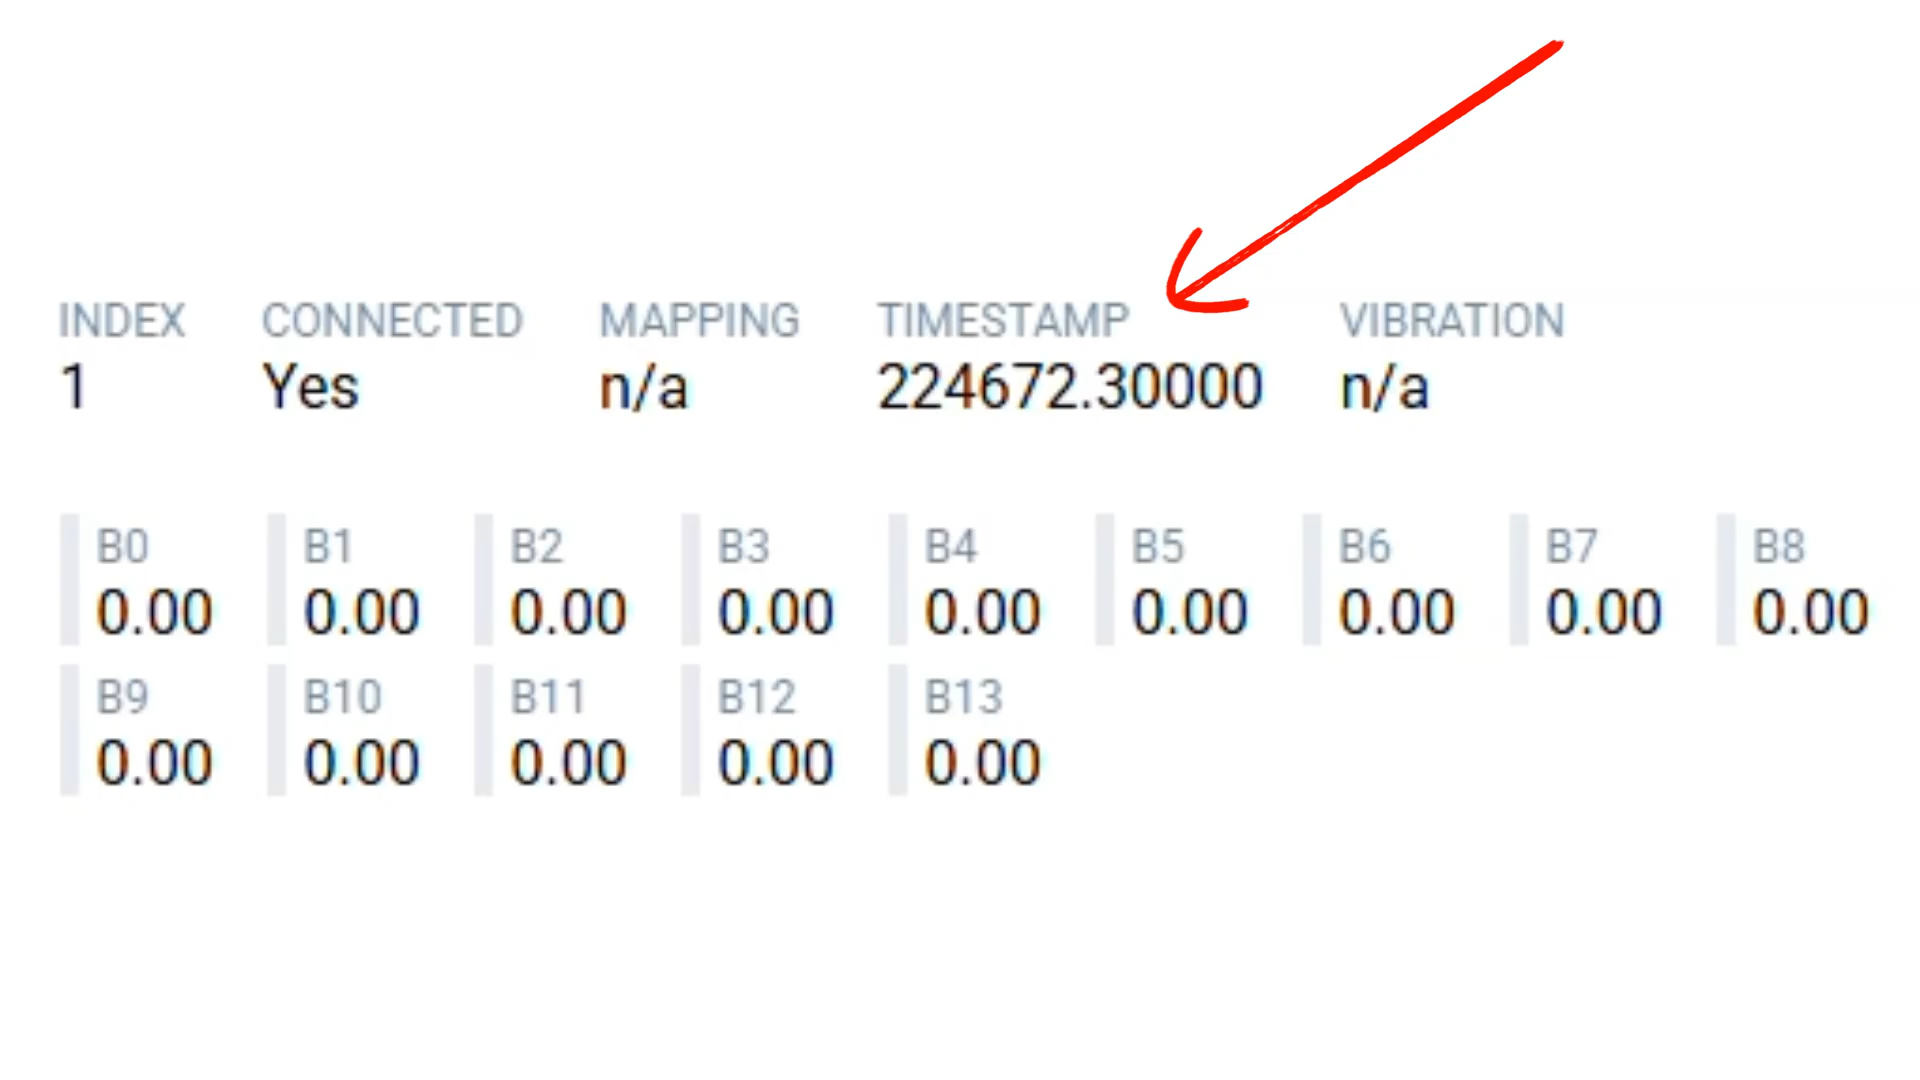 INDEX CONNECTED MAPPING TIMESTAMP VIBRATION
1 Yes n/a 224672.30000 n/a
B0 B1 B2 B3 B4 B5 B6 B7 B8
0.00 0.00 0.00 0.00 0.00 0.00 0.00 0.00 0.00
B9 B10 B11 B12 B13
0.00 0.00 0.00 0.00 0.00